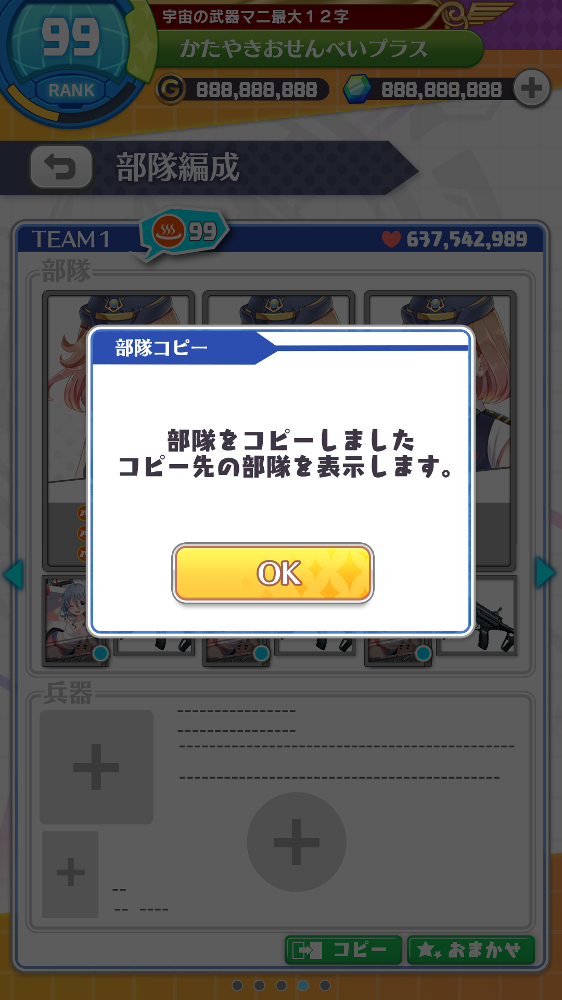 宇宙の武器マニ最大１２字
99
RANK
かたやきおせんべいプラス
G 888,888,888
888,888,888
部隊編成
TEAM 1
99
637,542,989
部隊
部隊コピー
部隊をコピーしました
コピー先の部隊を表示します。
OK
兵器
----------------
----------------
---------------------------------------------
-------------------------------------------
--
-- ----
コピー
おまかせ